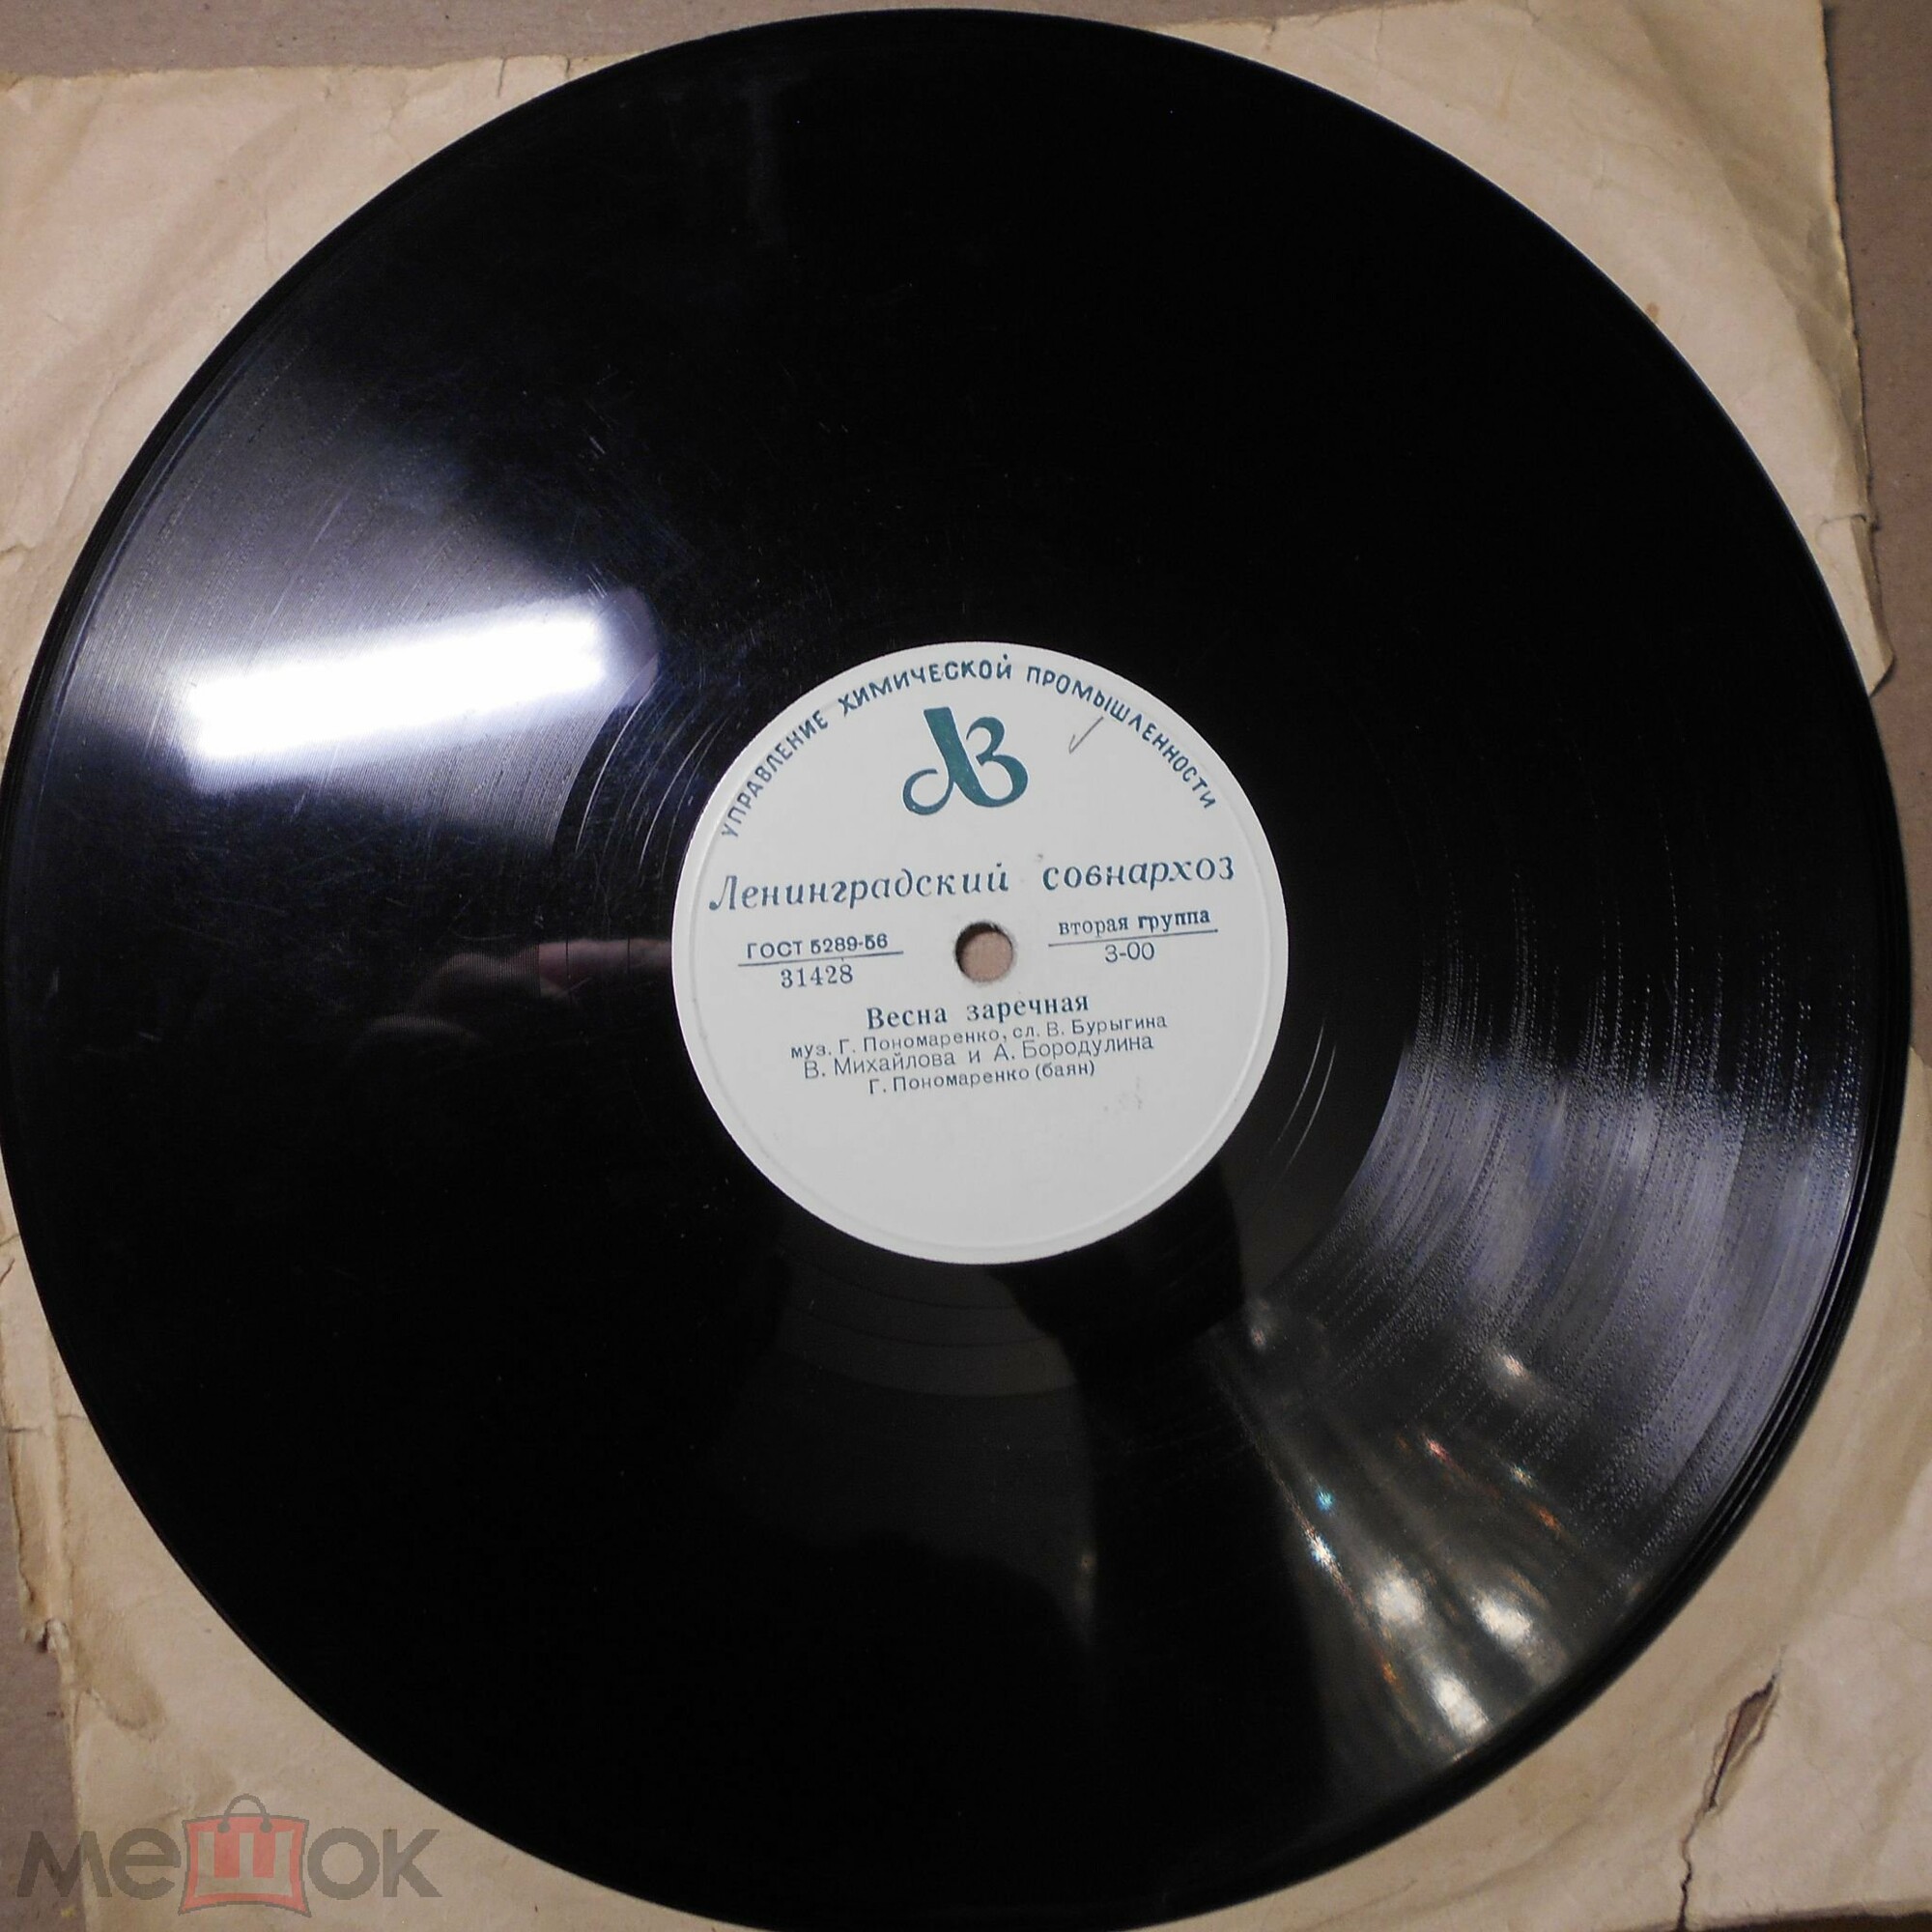 УПРАВЛЕНИЕ ХИМИЧЕСКОЙ ПРОМЫШЛЕННОСТИ
ЛЗ
Ленинградский совнархоз
ГОСТ 5289-56
31428
вторая группа
3-00
Весна заречная
муз. Г. Пономаренко, сл. В. Бурыгина
В. Михайлова и А. Бородулина
Г. Пономаренко (баян)
мешок